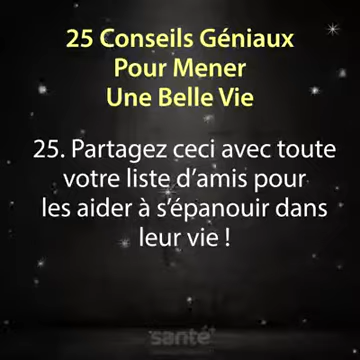 25 Conseils Géniaux
Pour Mener
Une Belle Vie
25. Partagez ceci avec toute
votre liste d’amis pour
les aider à s’épanouir dans
leur vie !
santé+